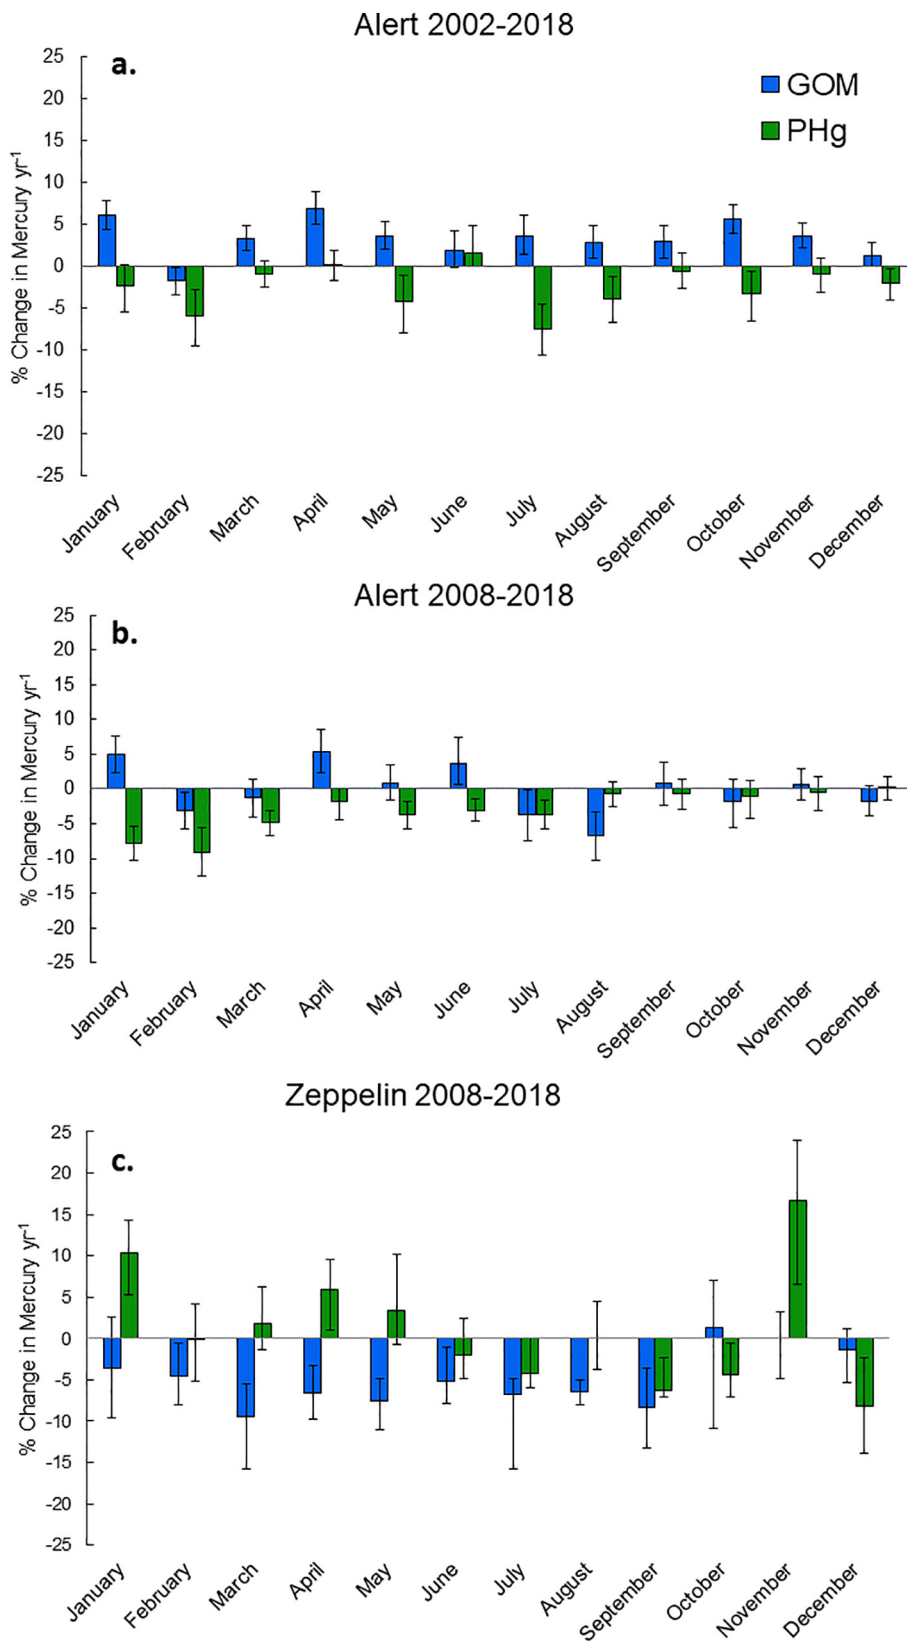 Alert 2002-2018
a.
GOM
PHg
% Change in Mercury yr-1
25
20
15
10
5
0
-5
-10
-15
-20
-25
January
February
March
April
May
June
July
August
September
October
November
December
Alert 2008-2018
b.
% Change in Mercury yr-1
25
20
15
10
5
0
-5
-10
-15
-20
-25
January
February
March
April
May
June
July
August
September
October
November
December
Zeppelin 2008-2018
c.
% Change in Mercury yr-1
25
20
15
10
5
0
-5
-10
-15
-20
-25
January
February
March
April
May
June
July
August
September
October
November
December